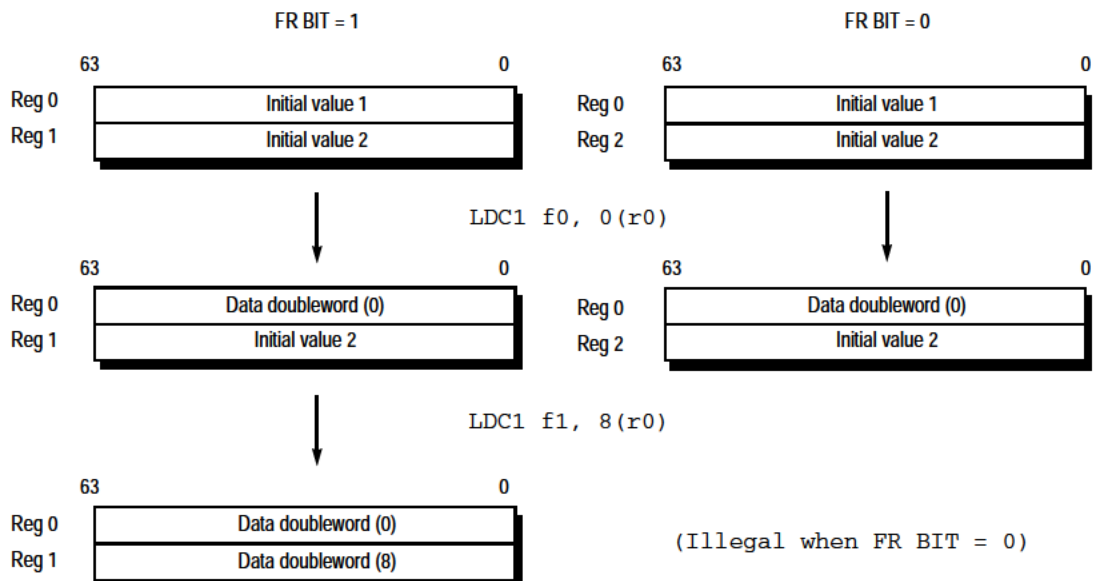 FR BIT = 1
FR BIT = 0
63 0
63 0
Reg 0 Initial value 1
Reg 0 Initial value 1
Reg 1 Initial value 2
Reg 2 Initial value 2
LDC1 f0, 0(r0)
63 0
63 0
Reg 0 Data doubleword (0)
Reg 0 Data doubleword (0)
Reg 1 Initial value 2
Reg 2 Initial value 2
LDC1 f1, 8(r0)
63 0
Reg 0 Data doubleword (0)
Reg 1 Data doubleword (8)
(Illegal when FR BIT = 0)